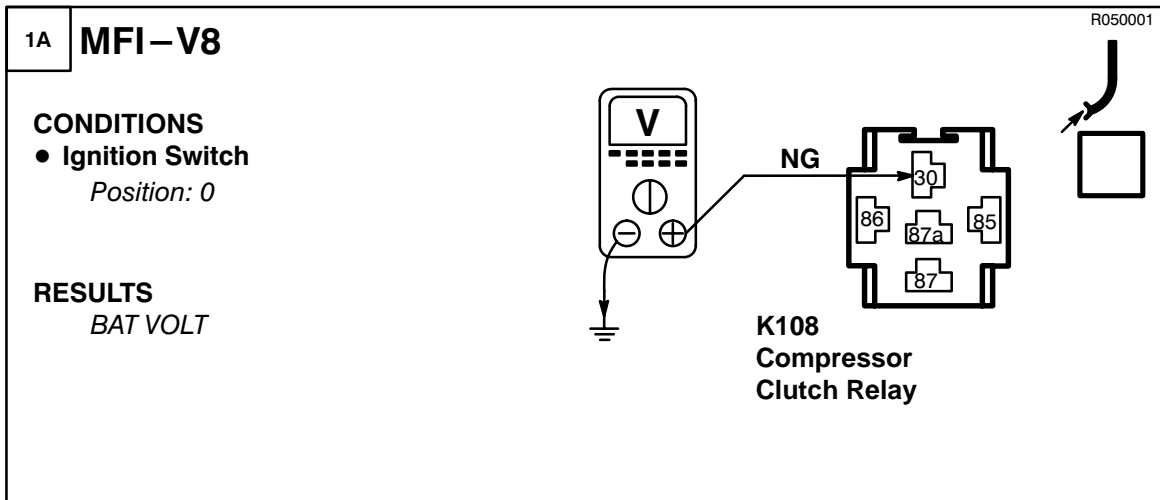 R050001
1A MFI–V8
CONDITIONS
• Ignition Switch
Position: 0
RESULTS
BAT VOLT
V
NG
30
86
87a
85
87
K108
Compressor
Clutch Relay